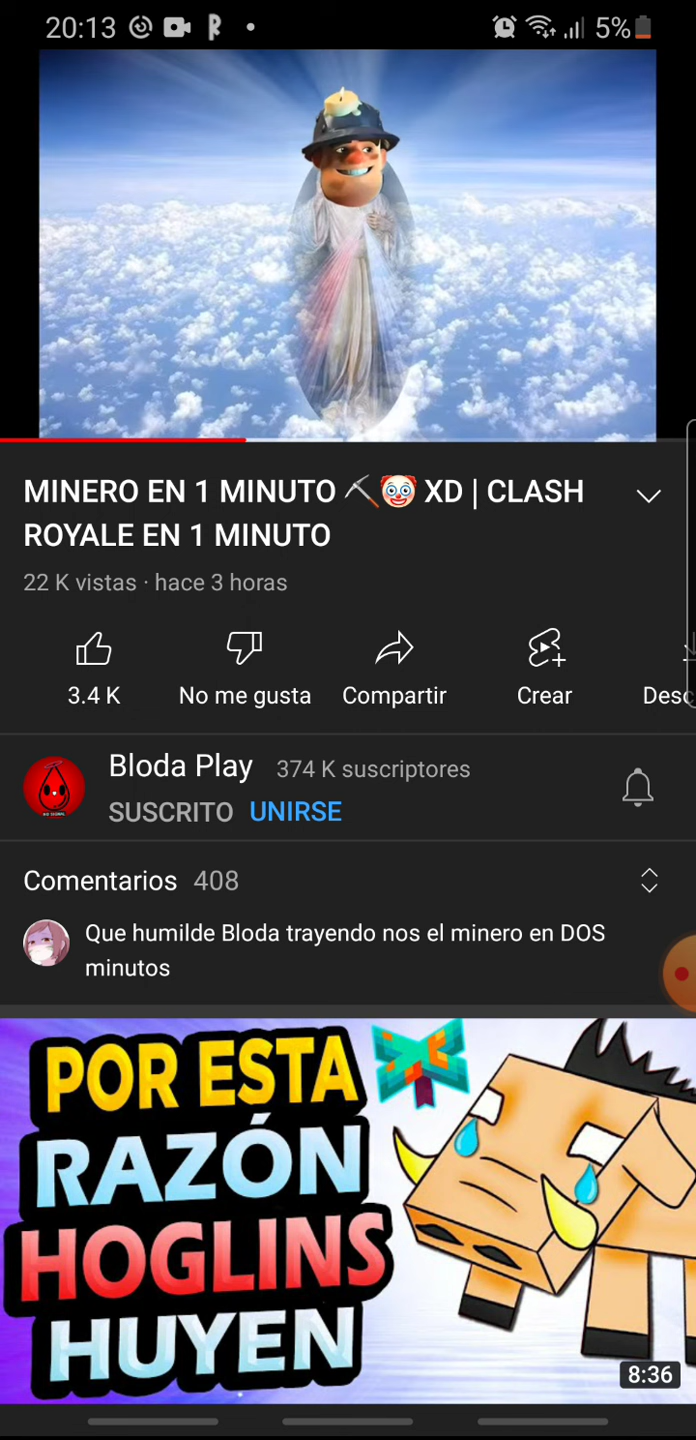 20:13
5%
MINERO EN 1 MINUTO ⛏️🤡 XD | CLASH
ROYALE EN 1 MINUTO
22 K vistas · hace 3 horas
3.4 K No me gusta Compartir Crear Desc
Bloda Play 374 K suscriptores
SUSCRITO UNIRSE
Comentarios 408
Que humilde Bloda trayendo nos el minero en DOS
minutos
POR ESTA
RAZÓN
HOGLINS
HUYEN
8:36